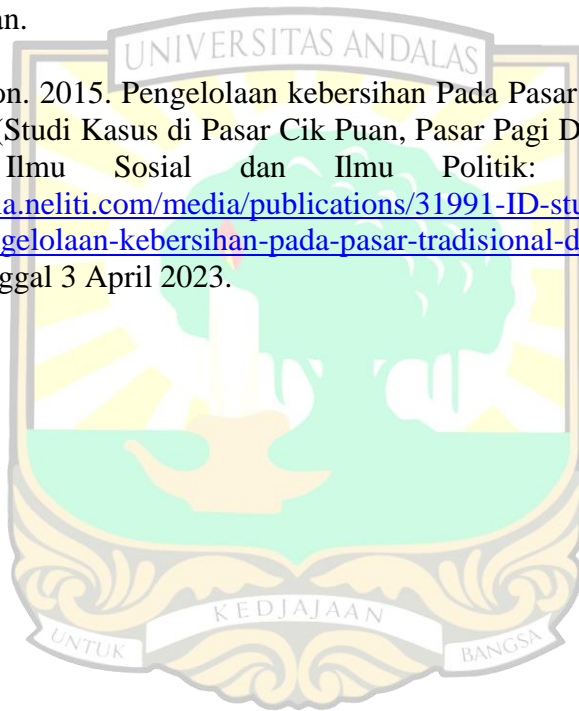 an.
UNIVERSITAS ANDALAS
on. 2015. Pengelolaan kebersihan Pada Pasar
(Studi Kasus di Pasar Cik Puan, Pasar Pagi D
Ilmu Sosial dan Ilmu Politik:
a.neliti.com/media/publications/31991-ID-stu
gelolaan-kebersihan-pada-pasar-tradisional-d
ggal 3 April 2023.
UNTUK KEDJAJAAN BANGSA